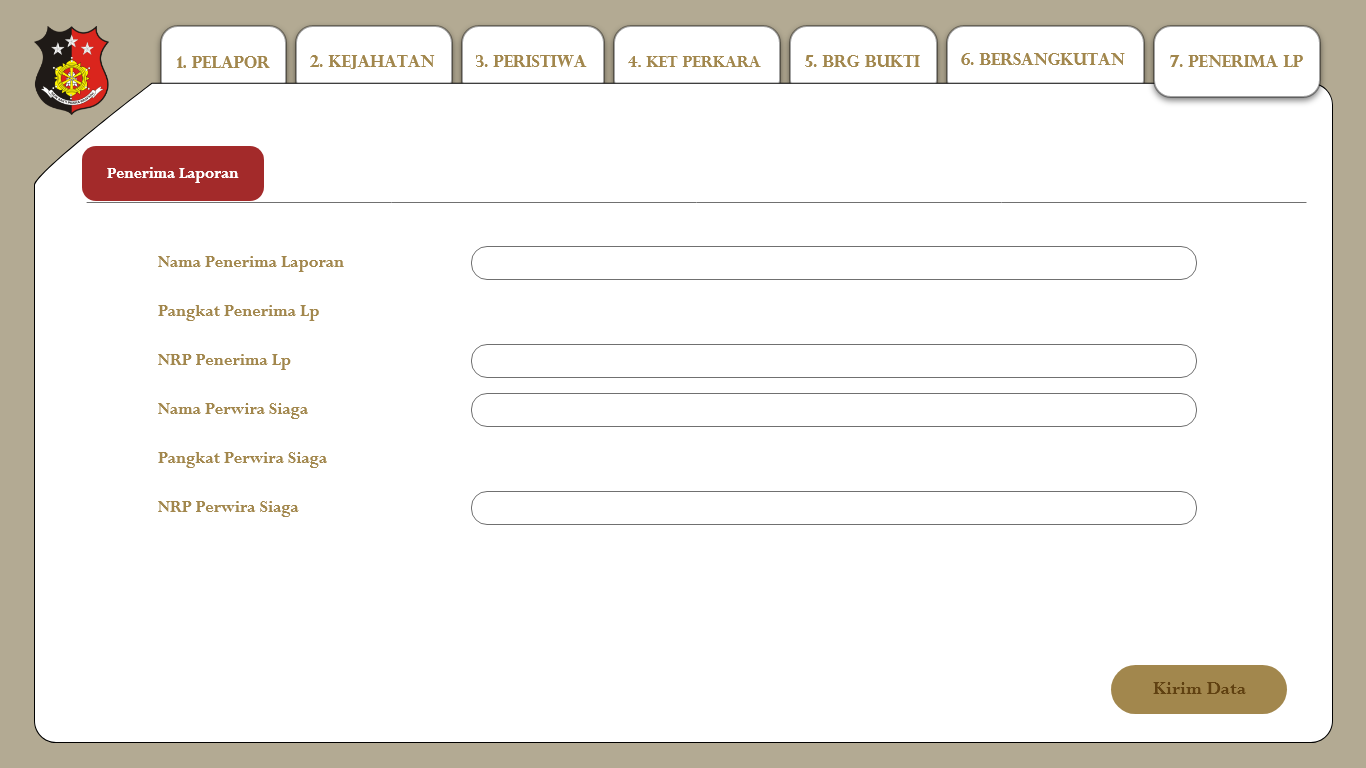 1. PELAPOR
2. KEJAHATAN
3. PERISTIWA
4. KET PERKARA
5. BRG BUKTI
6. BERSANGKUTAN
7. PENERIMA LP
Penerima Laporan
Nama Penerima Laporan
Pangkat Penerima Lp
NRP Penerima Lp
Nama Perwira Siaga
Pangkat Perwira Siaga
NRP Perwira Siaga
Kirim Data